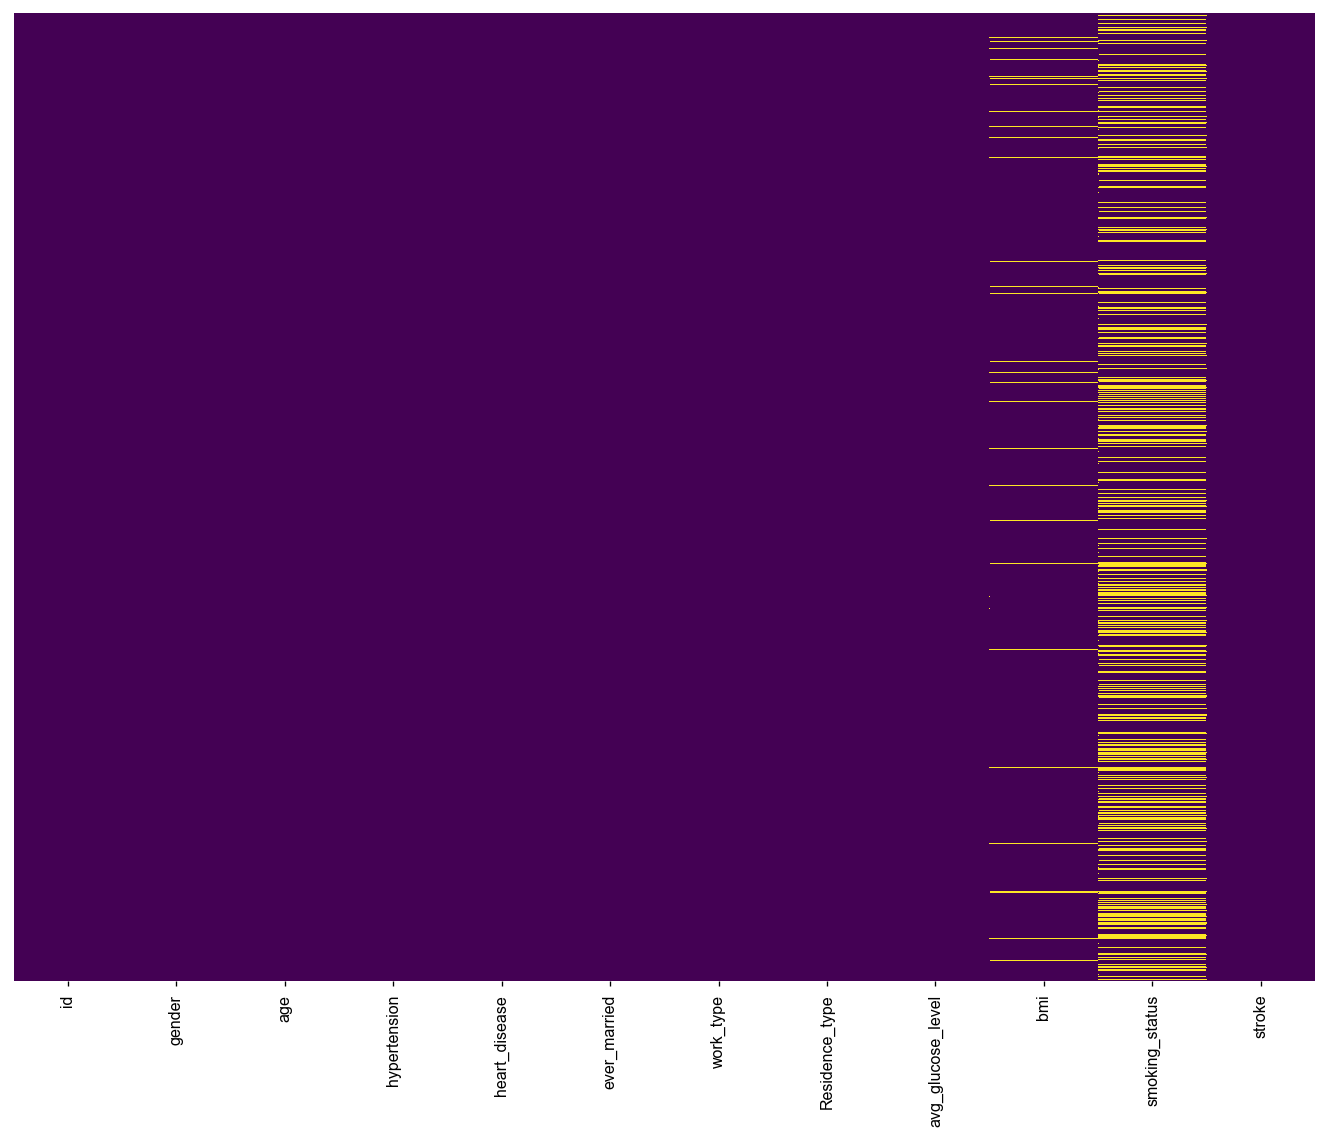 id
gender
age
hypertension
heart_disease
ever_married
work_type
Residence_type
avg_glucose_level
bmi
smoking_status
stroke